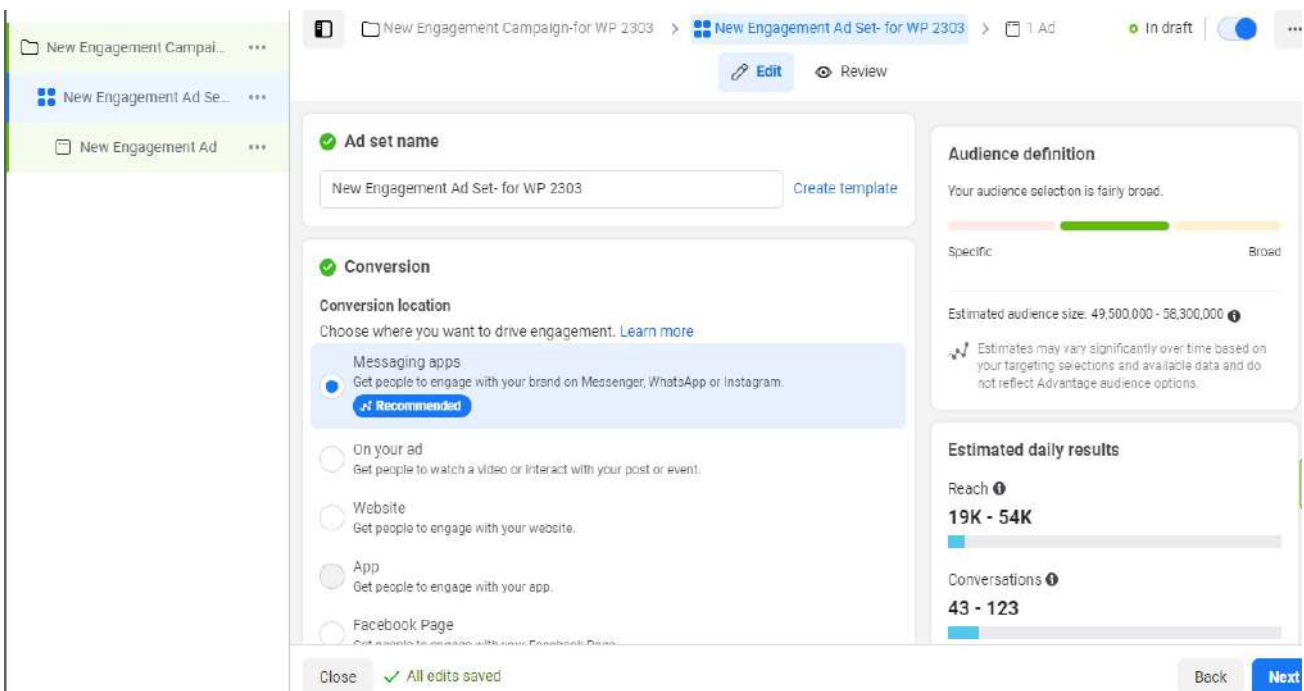 New Engagement Campai... ...
New Engagement Ad Se... ...
New Engagement Ad ...
New Engagement Campaign-for WP 2303 > New Engagement Ad Set- for WP 2303 > 1 Ad
In draft
...
Edit
Review
Ad set name
New Engagement Ad Set- for WP 2303
Create template
Conversion
Conversion location
Choose where you want to drive engagement. Learn more
Messaging apps
Get people to engage with your brand on Messenger, WhatsApp or Instagram.
Recommended
On your ad
Get people to watch a video or interact with your post or event.
Website
Get people to engage with your website.
App
Get people to engage with your app.
Facebook Page
Get people to engage with your Facebook Page.
Audience definition
Your audience selection is fairly broad.
Specific
Broad
Estimated audience size: 49,500,000 - 58,300,000
Estimates may vary significantly over time based on
your targeting selections and available data and do
not reflect Advantage audience options.
Estimated daily results
Reach
19K - 54K
Conversations
43 - 123
Close
All edits saved
Back
Next